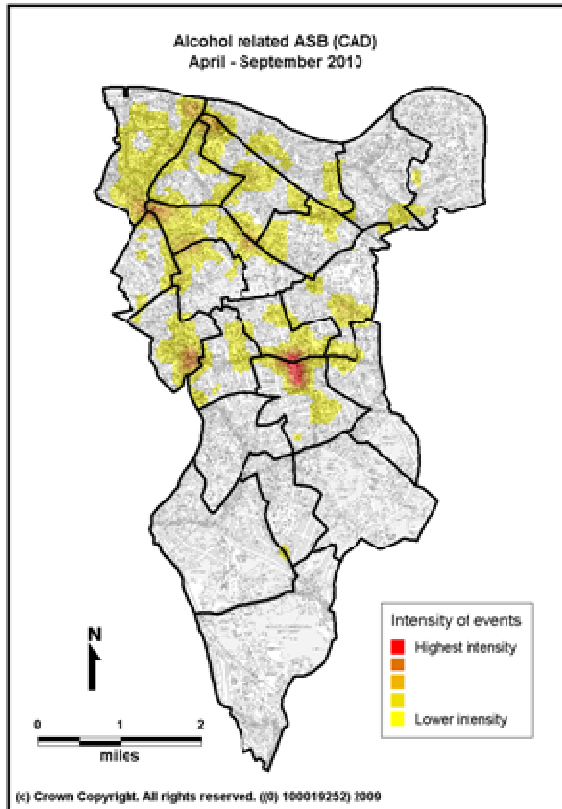 Alcohol related ASB (CAD)
April - September 2010
Intensity of events
Highest intensity
Lower intensity
N
0 1 2
miles
(c) Crown Copyright. All rights reserved. ((0) 100019252) 2009